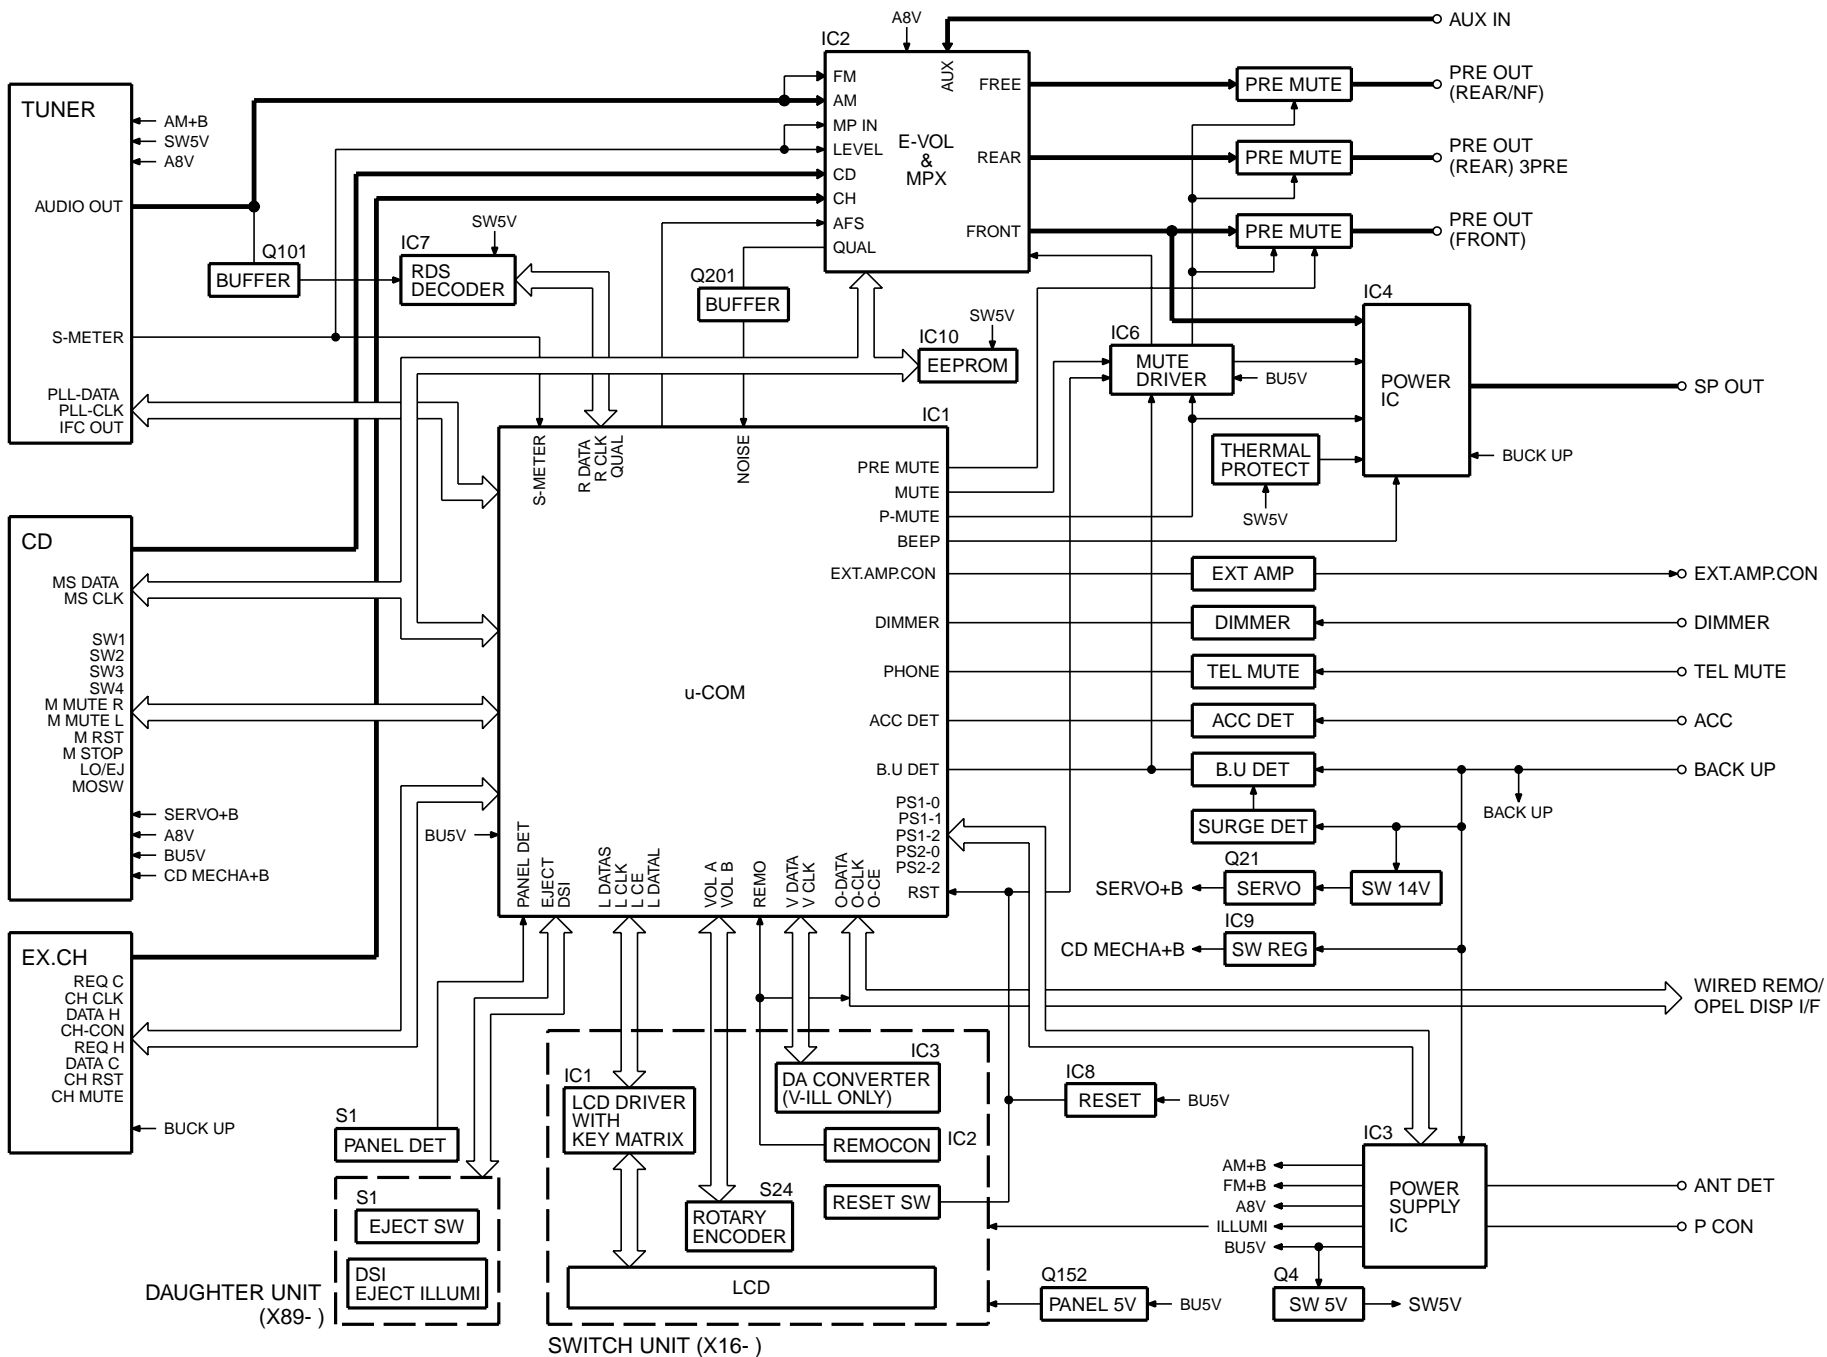 TUNER
AM+B
SW5V
A8V
AUDIO OUT
S-METER
PLL-DATA
PLL-CLK
IFC OUT
Q101
BUFFER
IC7
SW5V
RDS
DECODER
Q201
BUFFER
IC2
A8V
AUX
FM
AM
MP IN
LEVEL
CD
CH
AFS
QUAL
E-VOL
&
MPX
FREE
REAR
FRONT
AUX IN
PRE MUTE
PRE OUT
(REAR/NF)
PRE MUTE
PRE OUT
(REAR) 3PRE
PRE MUTE
PRE OUT
(FRONT)
IC10
SW5V
EEPROM
IC6
MUTE
DRIVER
BU5V
IC4
POWER
IC
SP OUT
BUCK UP
THERMAL
PROTECT
SW5V
CD
MS DATA
MS CLK
SW1
SW2
SW3
SW4
M MUTE R
M MUTE L
M RST
M STOP
LO/EJ
MOSW
SERVO+B
A8V
BU5V
CD MECHA+B
EX.CH
REQ C
CH CLK
DATA H
CH-CON
REQ H
DATA C
CH RST
CH MUTE
BUCK UP
IC1
u-COM
S-METER
R DATA
R CLK
QUAL
NOISE
PRE MUTE
MUTE
P-MUTE
BEEP
EXT.AMP.CON
DIMMER
PHONE
ACC DET
B.U DET
PS1-0
PS1-1
PS1-2
PS2-0
PS2-2
RST
BU5V
PANEL DET
EJECT
DSI
L DATAS
L CLK
L CE
L DATAL
VOL A
VOL B
REMO
V DATA
V CLK
O-DATA
O-CLK
O-CE
EXT AMP
EXT.AMP.CON
DIMMER
DIMMER
TEL MUTE
TEL MUTE
ACC DET
ACC
B.U DET
BACK UP
BACK UP
SURGE DET
Q21
SERVO+B
SERVO
SW 14V
IC9
CD MECHA+B
SW REG
WIRED REMO/
OPEL DISP I/F
IC8
RESET
BU5V
IC3
POWER
SUPPLY
IC
AM+B
FM+B
A8V
ILLUMI
BU5V
ANT DET
P CON
Q4
SW 5V
SW5V
Q152
PANEL 5V
BU5V
S1
PANEL DET
S1
EJECT SW
DSI
EJECT ILLUMI
DAUGHTER UNIT
(X89- )
IC1
LCD DRIVER
WITH
KEY MATRIX
IC3
DA CONVERTER
(V-ILL ONLY)
REMOCON
IC2
S24
ROTARY
ENCODER
RESET SW
LCD
SWITCH UNIT (X16- )